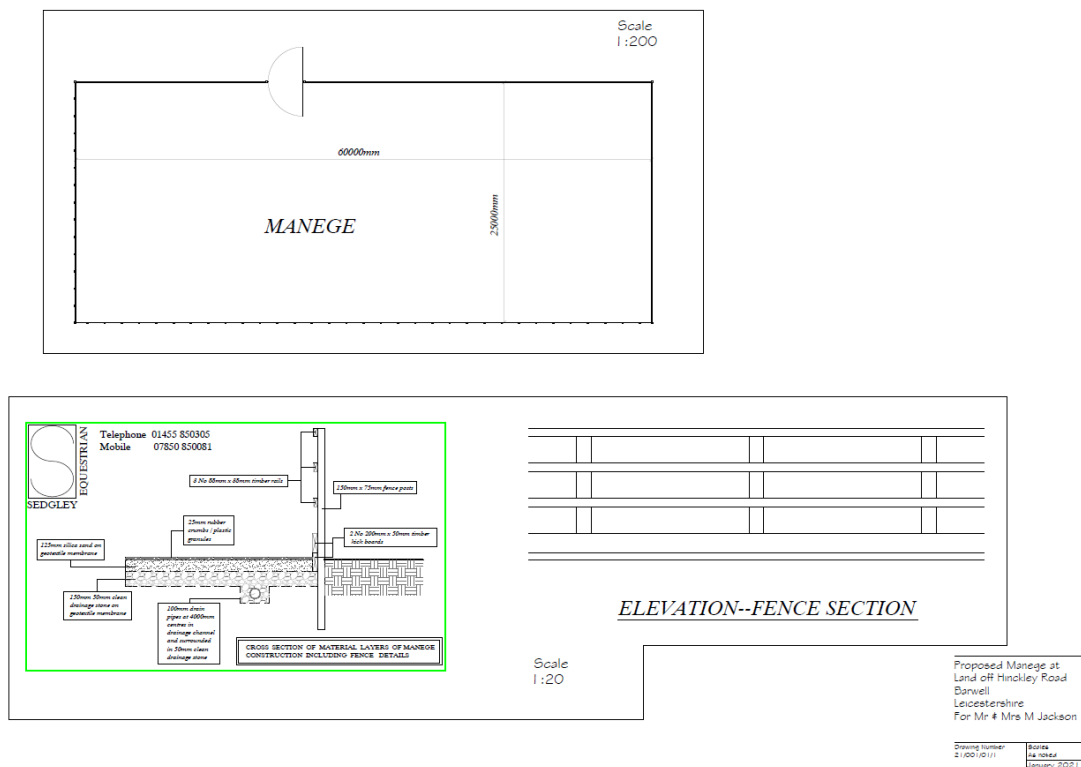 Scale
1:200
60000mm
25000mm
MANEGE
SEDGLEY
EQUESTRIAN
Telephone 01455 850305
Mobile 07850 850081
3 No 88mm x 38mm timber rails
150mm x 75mm fence posts
25mm rubber
crumbs / plastic
granules
2 No 200mm x 50mm timber
kick boards
125mm silica sand on
geotextile membrane
150mm 50mm clean
drainage stone on
geotextile membrane
100mm drain
pipes at 4000mm
centres in
drainage channel
and surrounded
in 50mm clean
drainage stone
CROSS SECTION OF MATERIAL LAYERS OF MANEGE
CONSTRUCTION INCLUDING FENCE DETAILS
ELEVATION--FENCE SECTION
Scale
1:20
Proposed Manege at
Land off Hinckley Road
Barwell
Leicestershire
For Mr & Mrs M Jackson
Drawing Number
21/001/01/1
Scales
As noted
January 2021